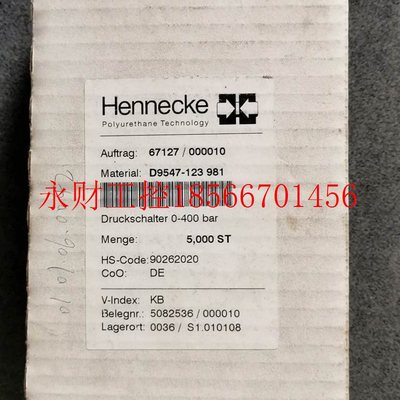 Hennecke
Polyurethane Technology
Auftrag: 67127 / 000010
Material: D9547-123 981
永财工控18566701456
Druckschalter 0-400 bar
Menge: 5,000 ST
HS-Code: 90262020
CoO: DE
V-Index: KB
Belegnr.: 5082536 / 000010
Lagerort: 0036 / S1.010108